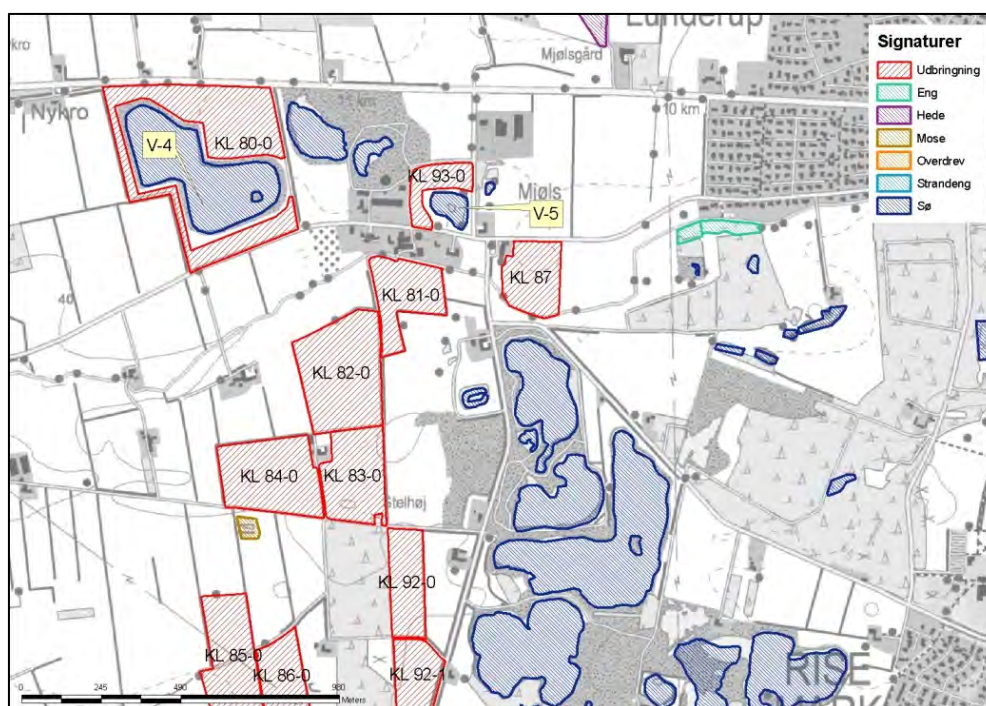 Lunderup
Signaturer
Udbringning
Eng
Hede
Mose
Overdrev
Strandeng
Sø
Mjølsgård
Nykro
10 km
V-4
KL 80-0
KL 93-0
Mjøls
V-5
KL 87
KL 81-0
40
KL 82-0
KL 84-0
KL 83-0
Stelhøj
KL 92-0
KL 85-0
KL 86-0
KL 92-1
RISE
0 245 490 980
Meters